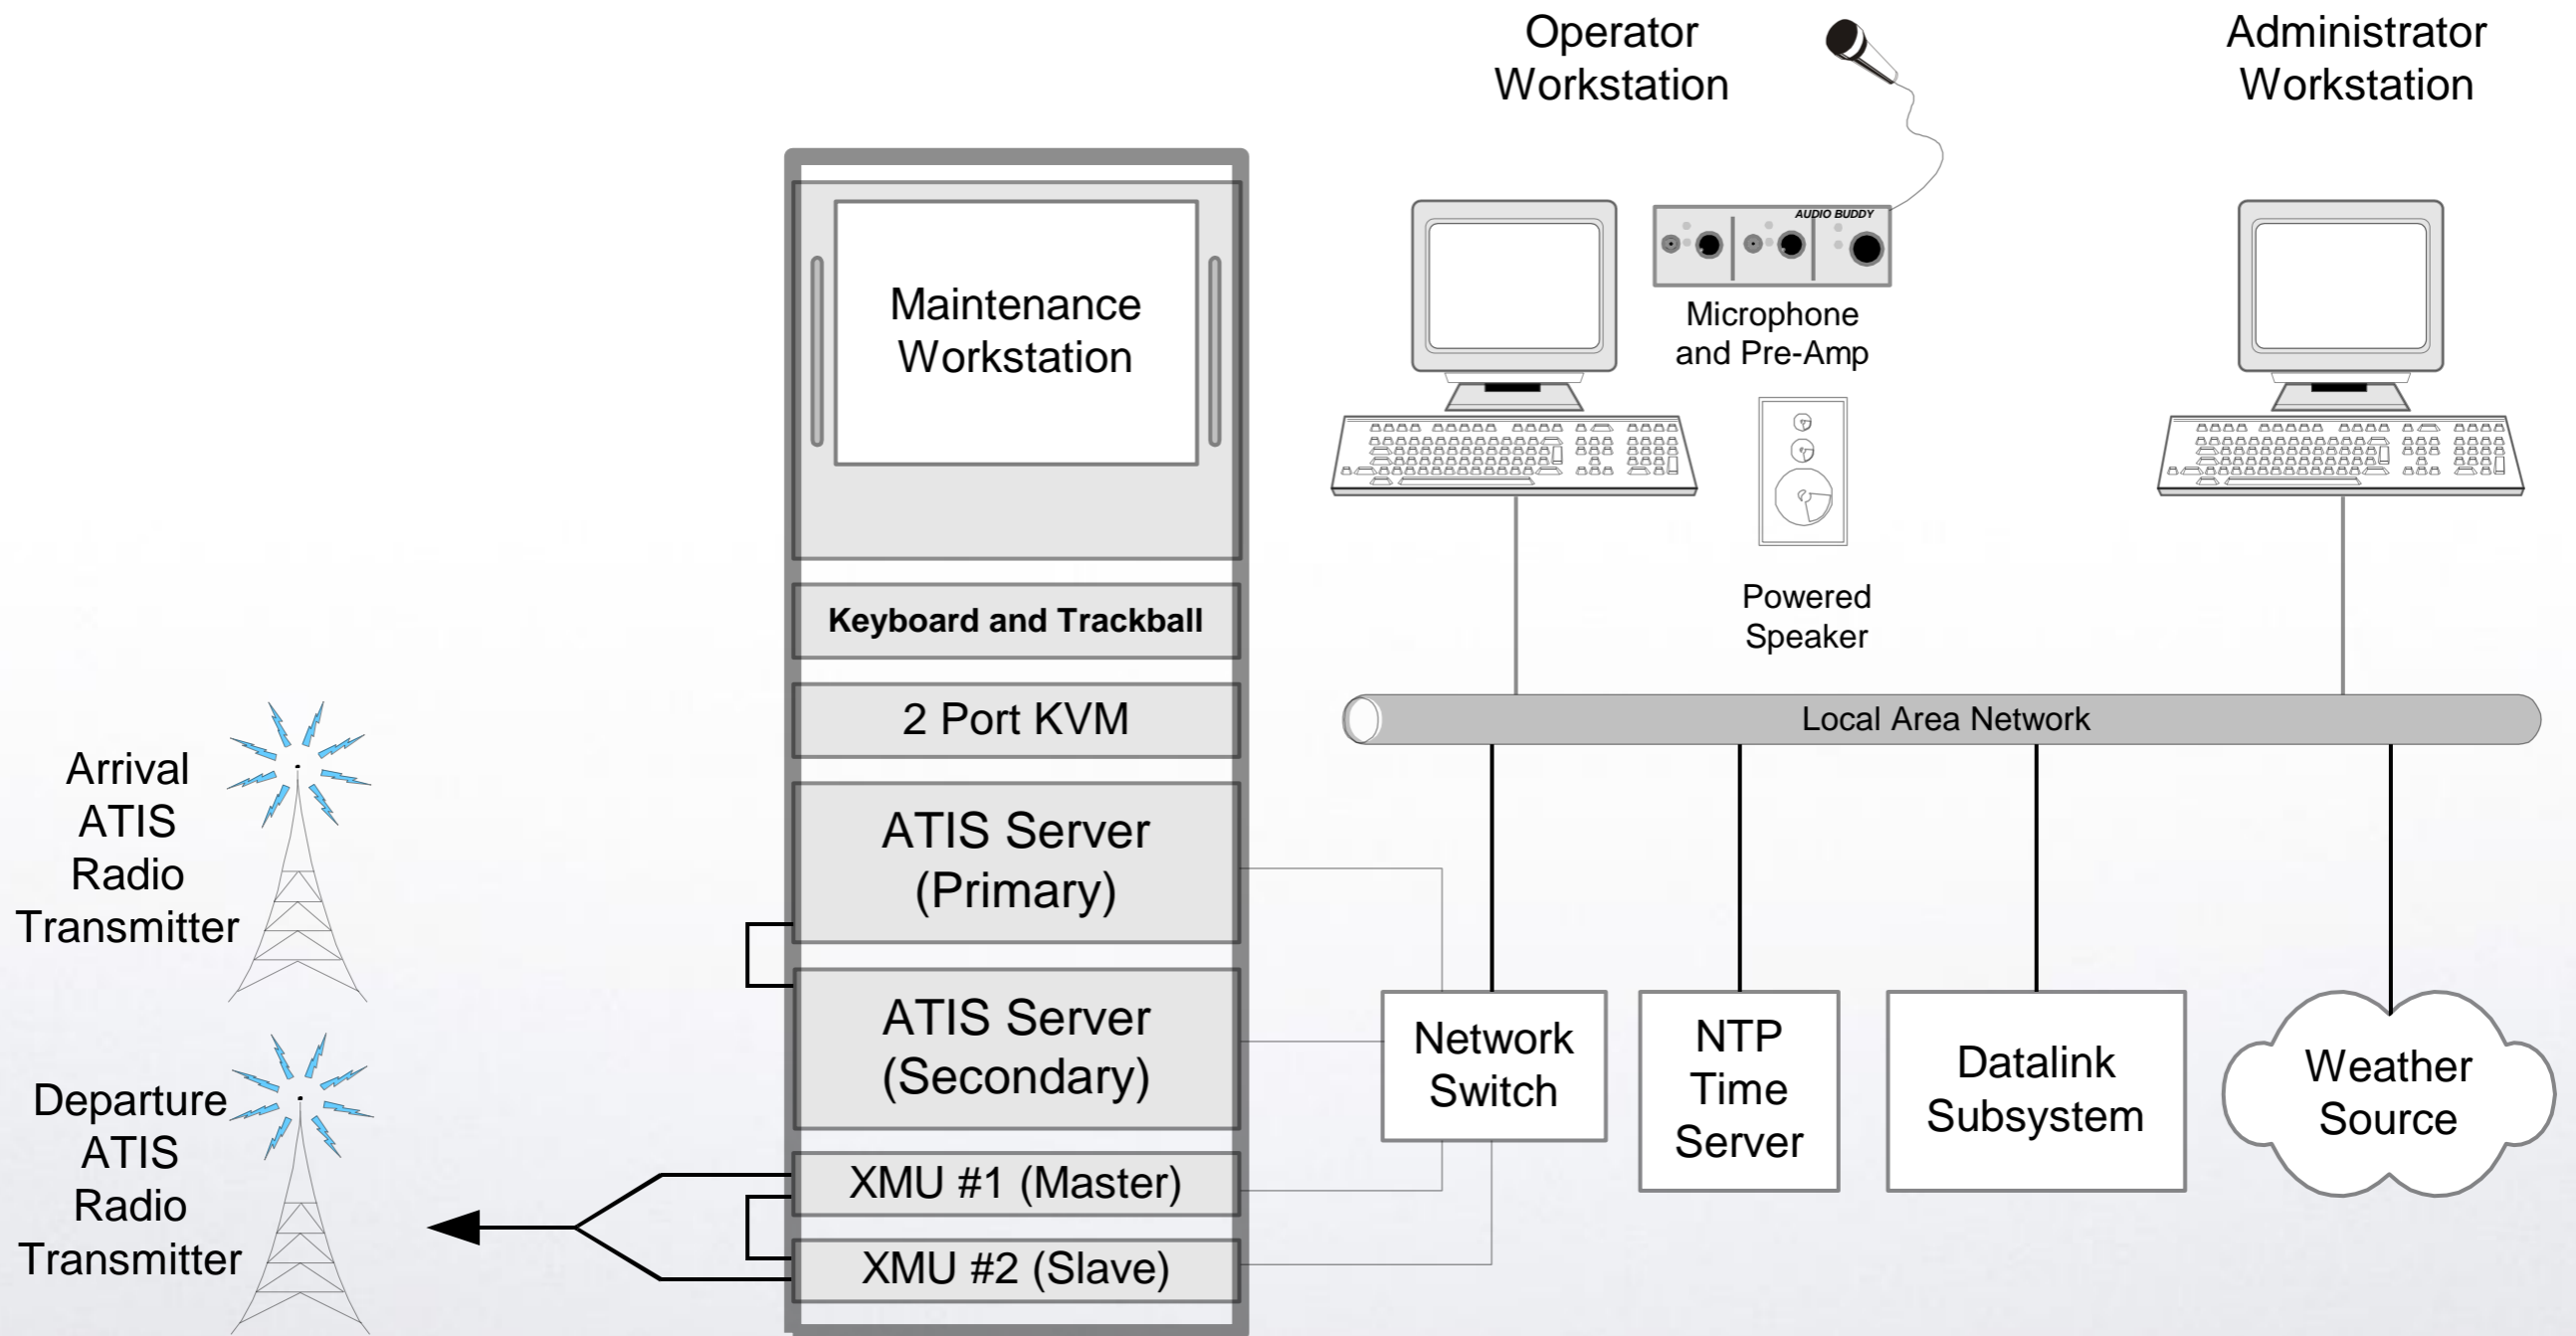 Operator
Workstation
Administrator
Workstation
AUDIO BUDDY
Microphone
and Pre-Amp
Maintenance
Workstation
Powered
Speaker
Keyboard and Trackball
2 Port KVM
Local Area Network
Arrival
ATIS
Radio
Transmitter
ATIS Server
(Primary)
ATIS Server
(Secondary)
Network
Switch
NTP
Time
Server
Datalink
Subsystem
Weather
Source
Departure
ATIS
Radio
Transmitter
XMU #1 (Master)
XMU #2 (Slave)